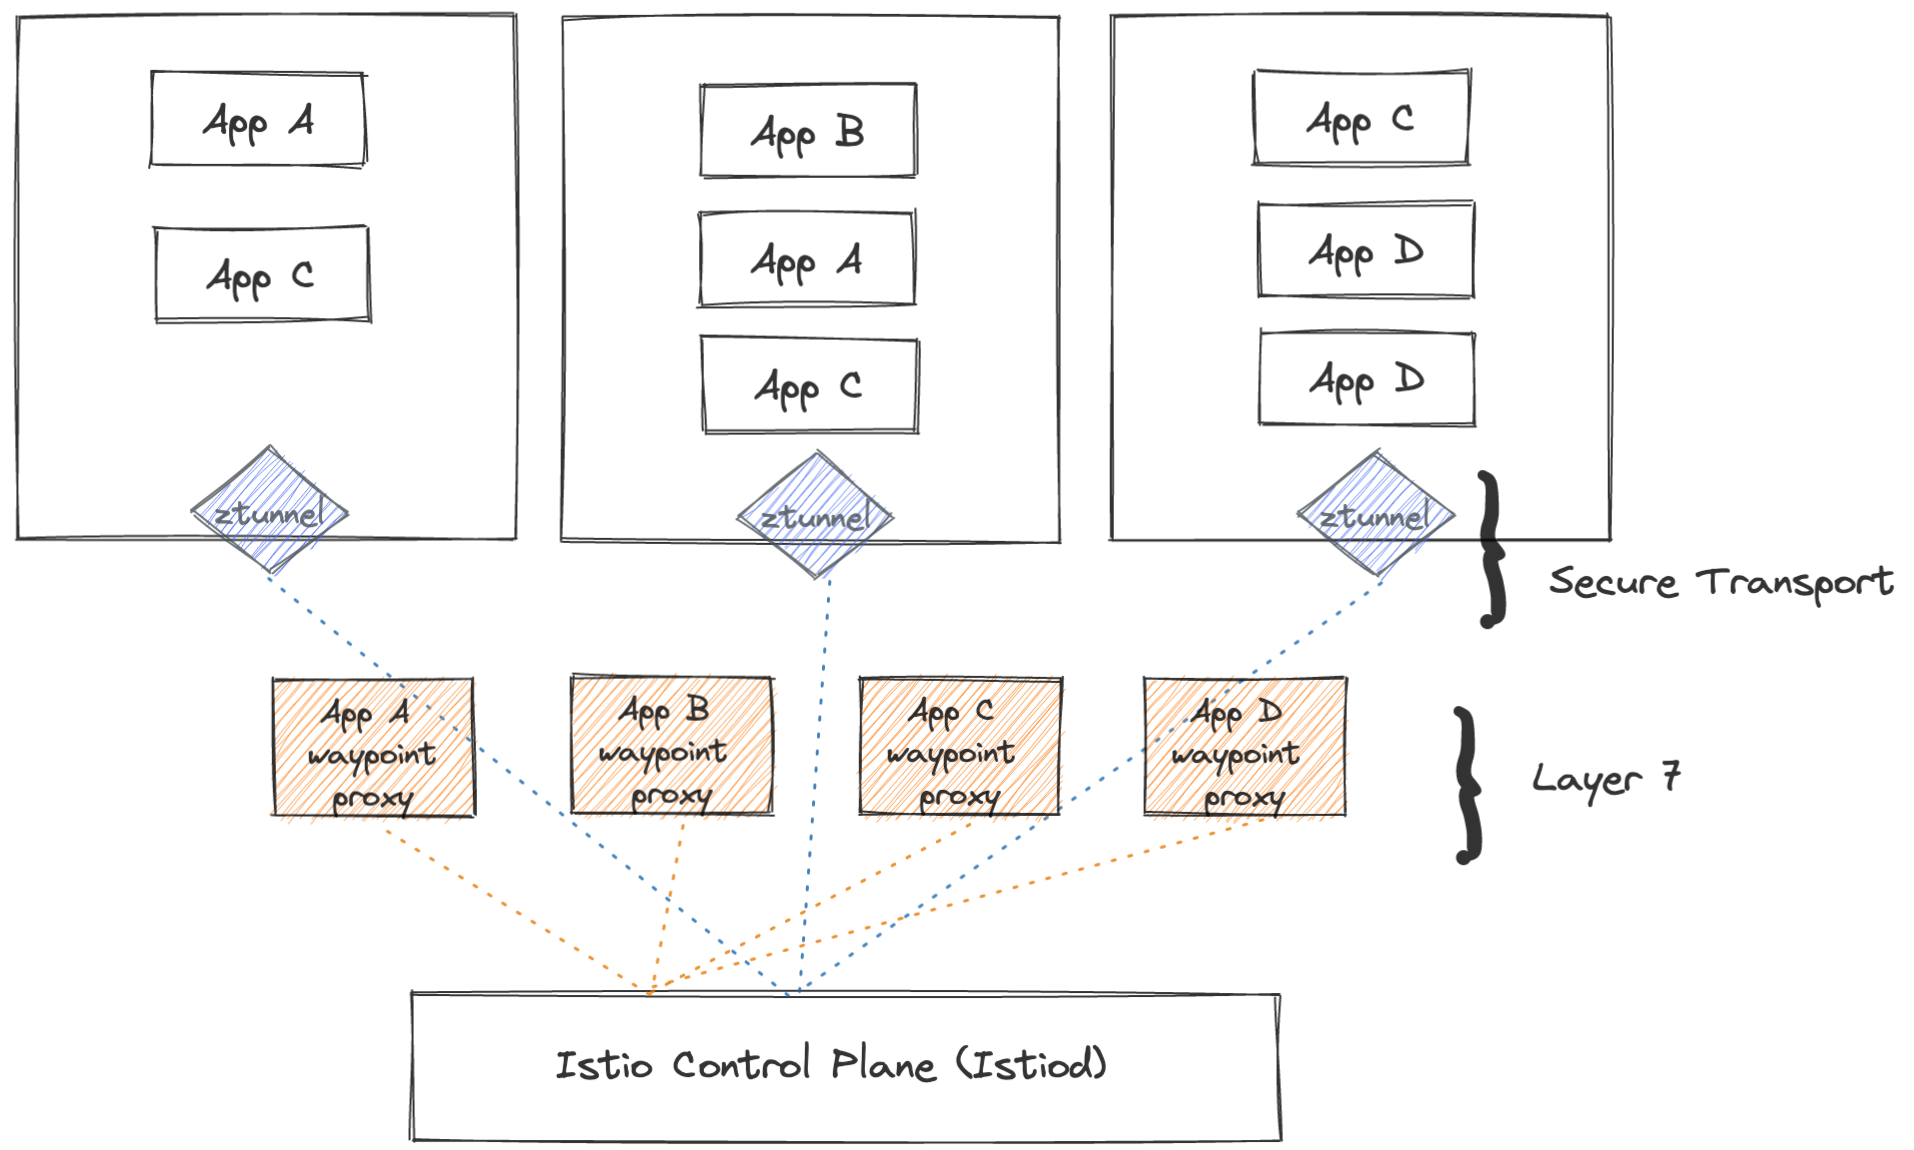 App A
App C
ztunnel
App B
App A
App C
ztunnel
App C
App D
App D
ztunnel
Secure Transport
App A
waypoint
proxy
App B
waypoint
proxy
App C
waypoint
proxy
App D
waypoint
proxy
Layer 7
Istio Control Plane (Istiod)